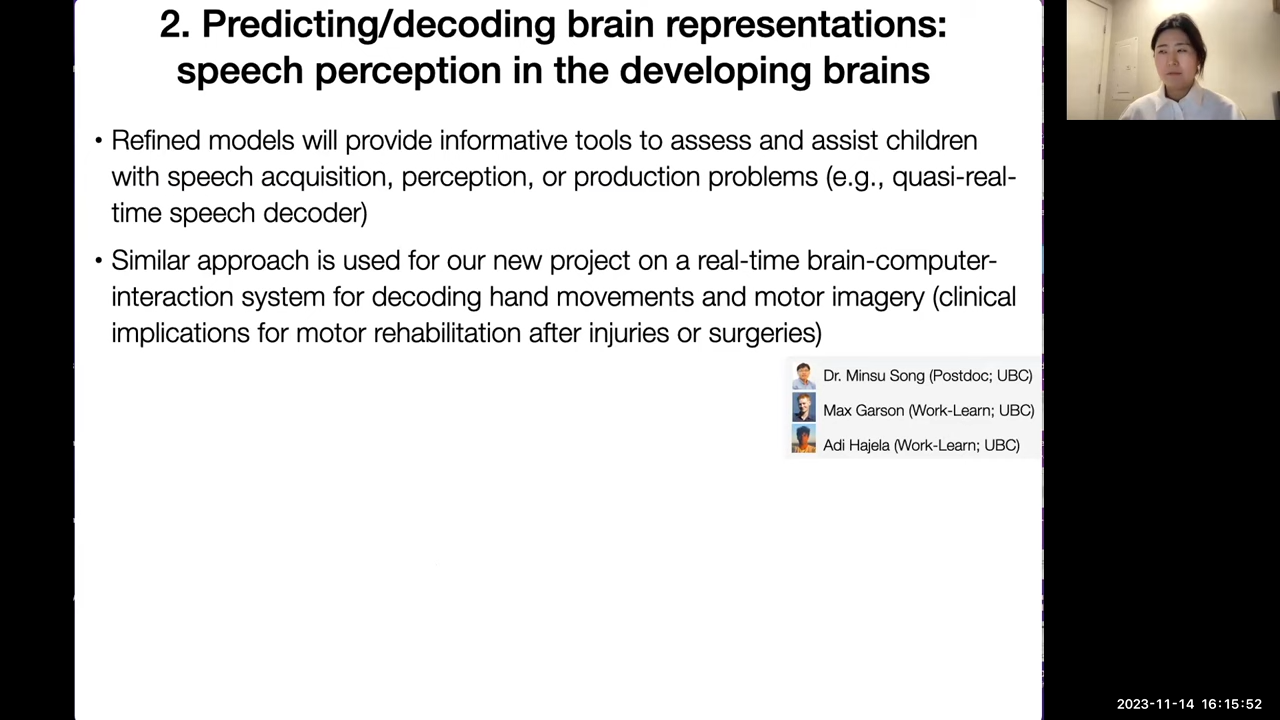 2. Predicting/decoding brain representations:
speech perception in the developing brains
• Refined models will provide informative tools to assess and assist children
with speech acquisition, perception, or production problems (e.g., quasi-real-
time speech decoder)
• Similar approach is used for our new project on a real-time brain-computer-
interaction system for decoding hand movements and motor imagery (clinical
implications for motor rehabilitation after injuries or surgeries)
Dr. Minsu Song (Postdoc; UBC)
Max Garson (Work-Learn; UBC)
Adi Hajela (Work-Learn; UBC)
2023-11-14 16:15:52